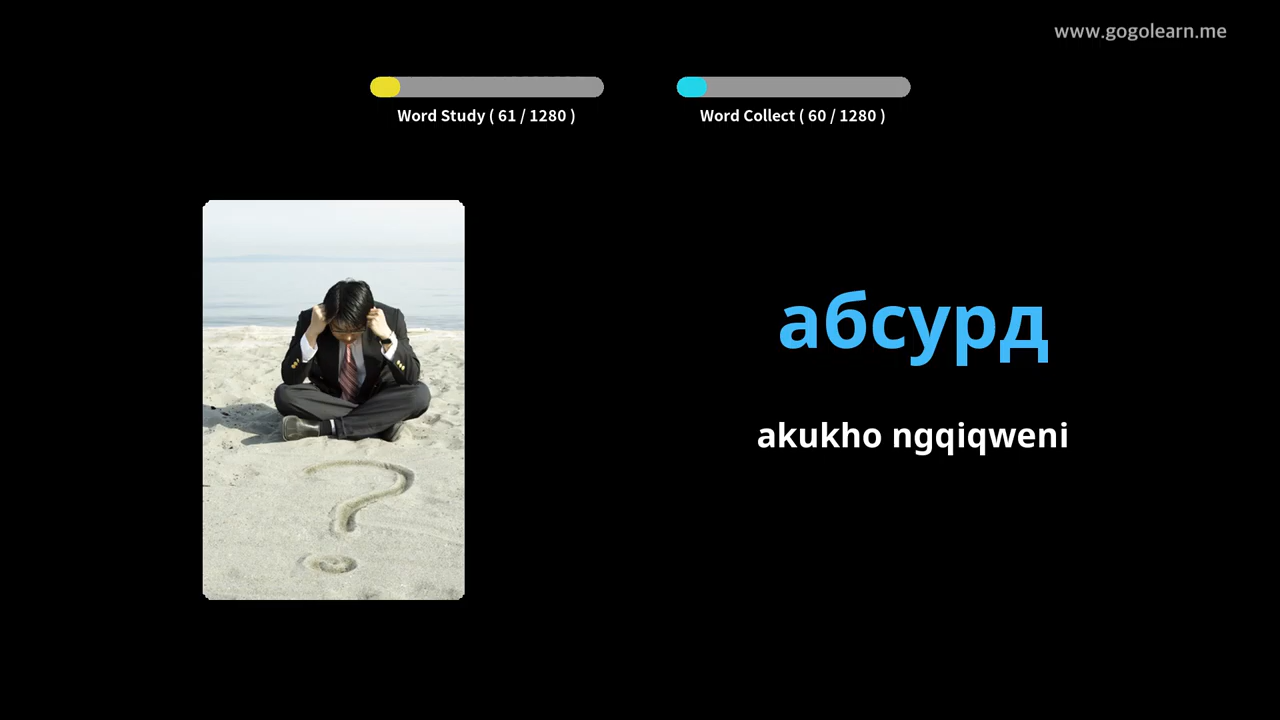 www.gogolearn.me
Word Study ( 61 / 1280 )
Word Collect ( 60 / 1280 )
абсурд
akukho ngqiqweni
?